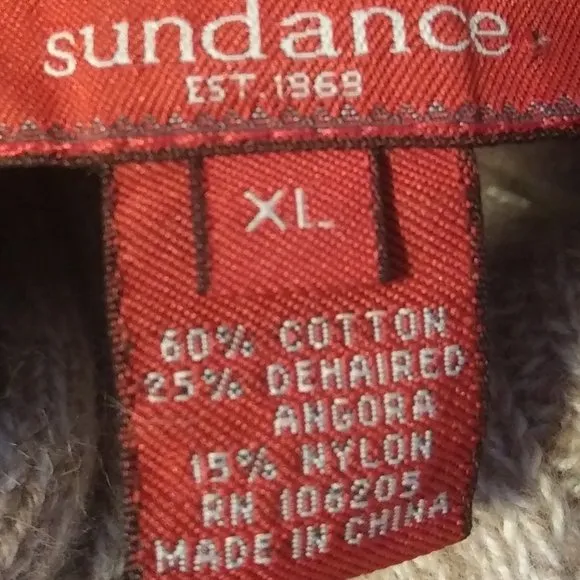 sundance
EST. 1969
XL
60% COTTON
25% DEHAIRED
ANGORA
15% NYLON
RN 106205
MADE IN CHINA